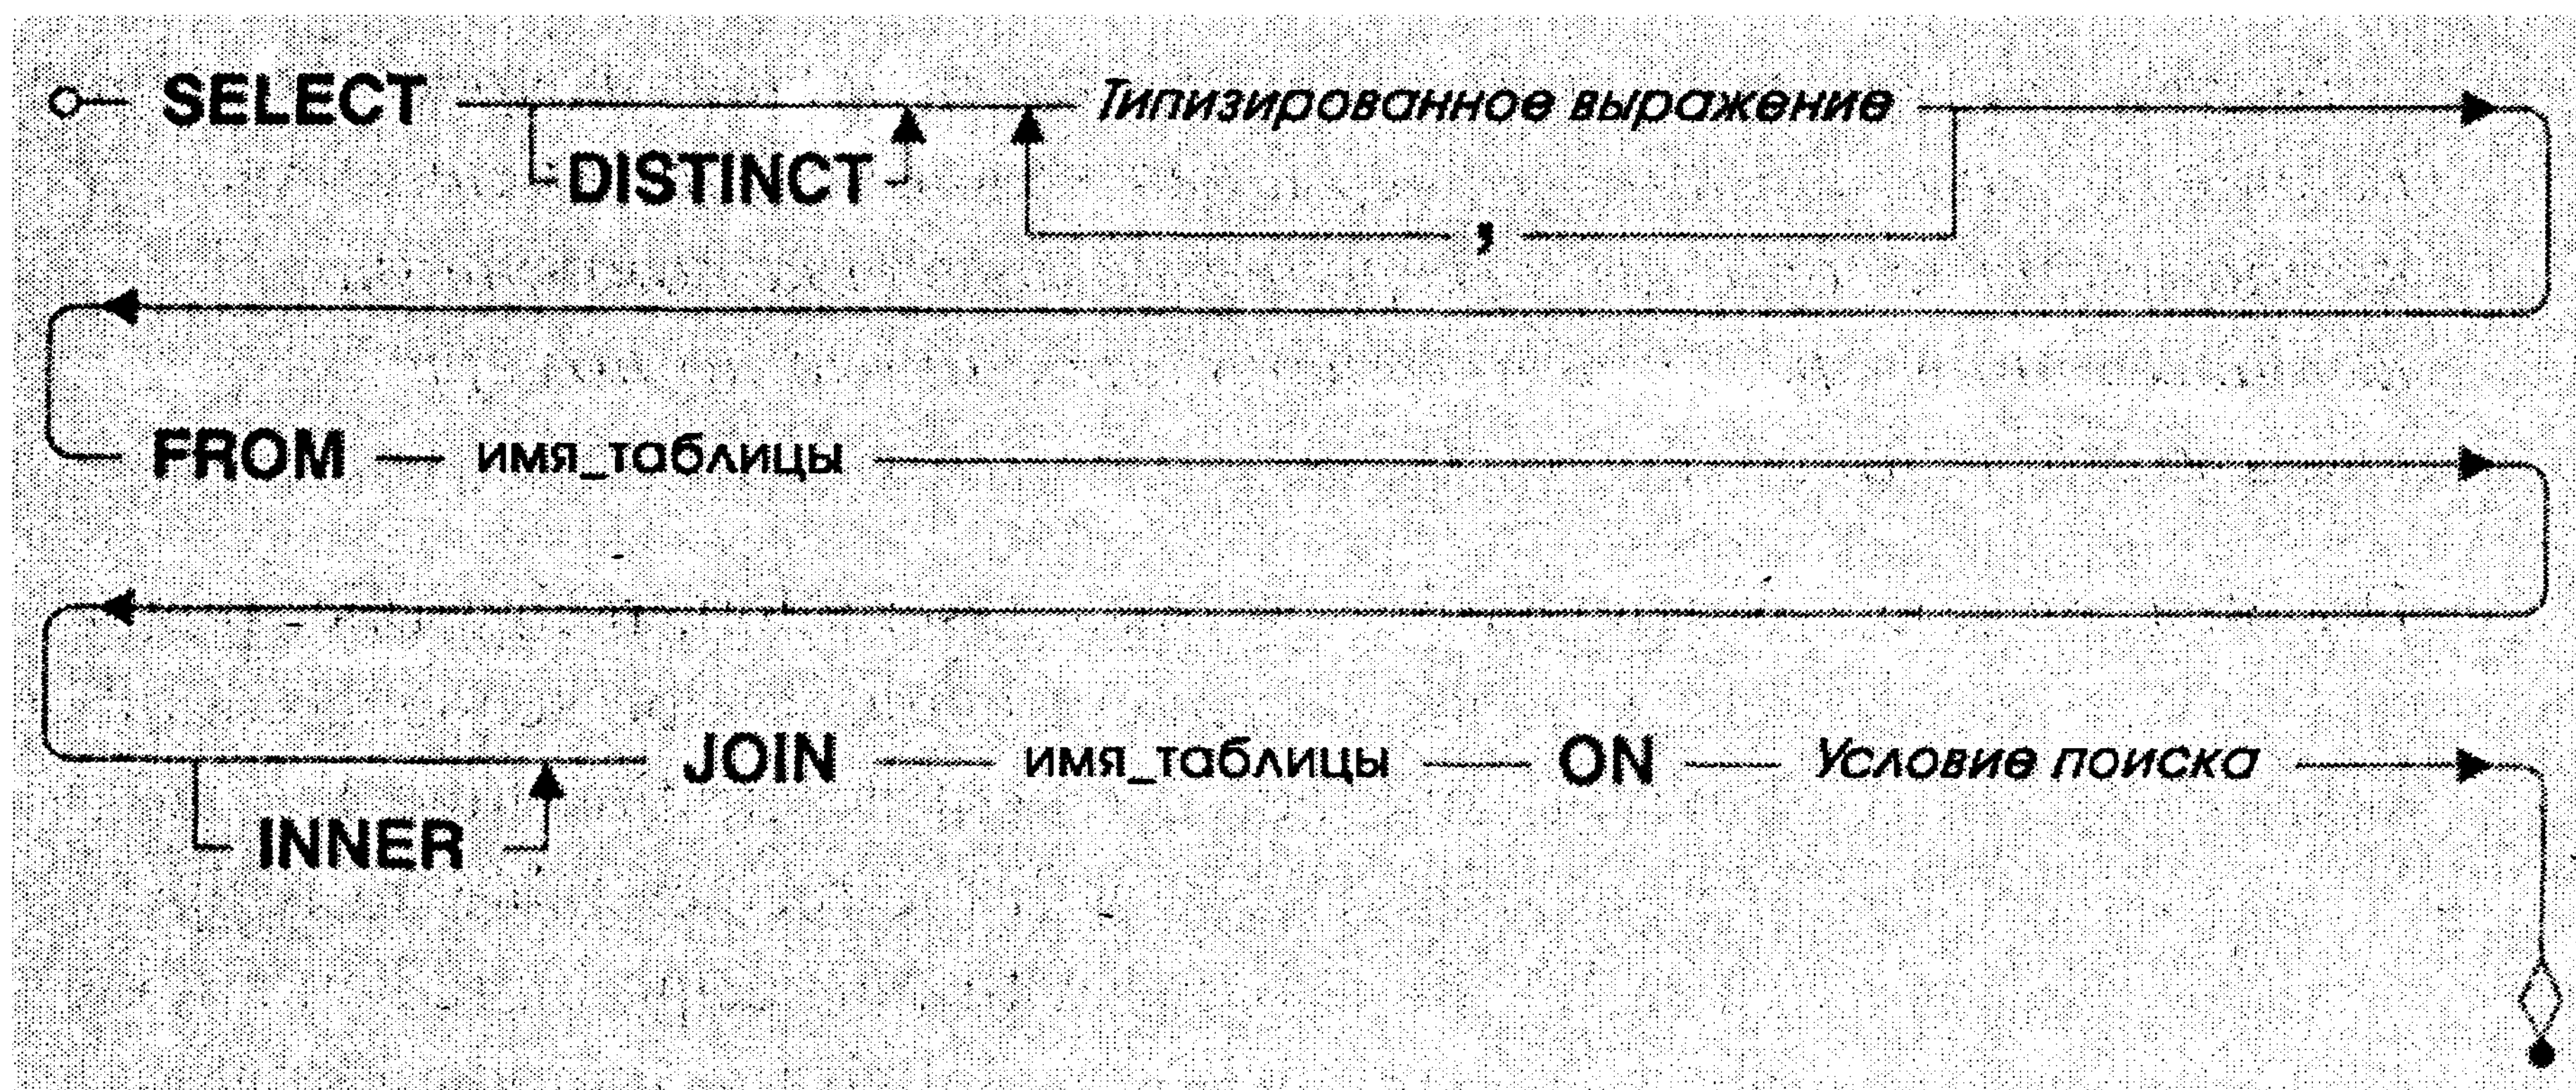 SELECT Типизированное выражение
DISTINCT
,
FROM имя_таблицы
JOIN имя_таблицы ON Условие поиска
INNER